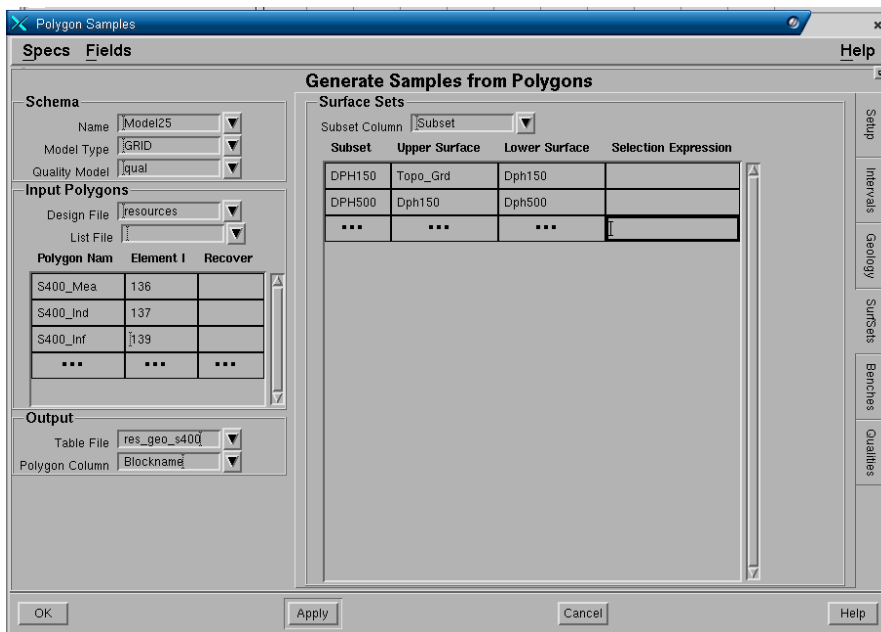 Polygon Samples
Specs Fields Help
Generate Samples from Polygons
Schema
Name Model25
Model Type GRID
Quality Model qual
Input Polygons
Design File resources
List File
Polygon Nam Element I Recover
S400_Mea 136
S400_Ind 137
S400_Inf 139
... ... ...
Output
Table File res_geo_s400
Polygon Column Blockname
Surface Sets
Subset Column Subset
Subset Upper Surface Lower Surface Selection Expression
DPH150 Topo_Grd Dph150
DPH500 Dph150 Dph500
... ... ...
Setup
Intervals
Geology
SurfSets
Benches
Qualities
OK Apply Cancel Help